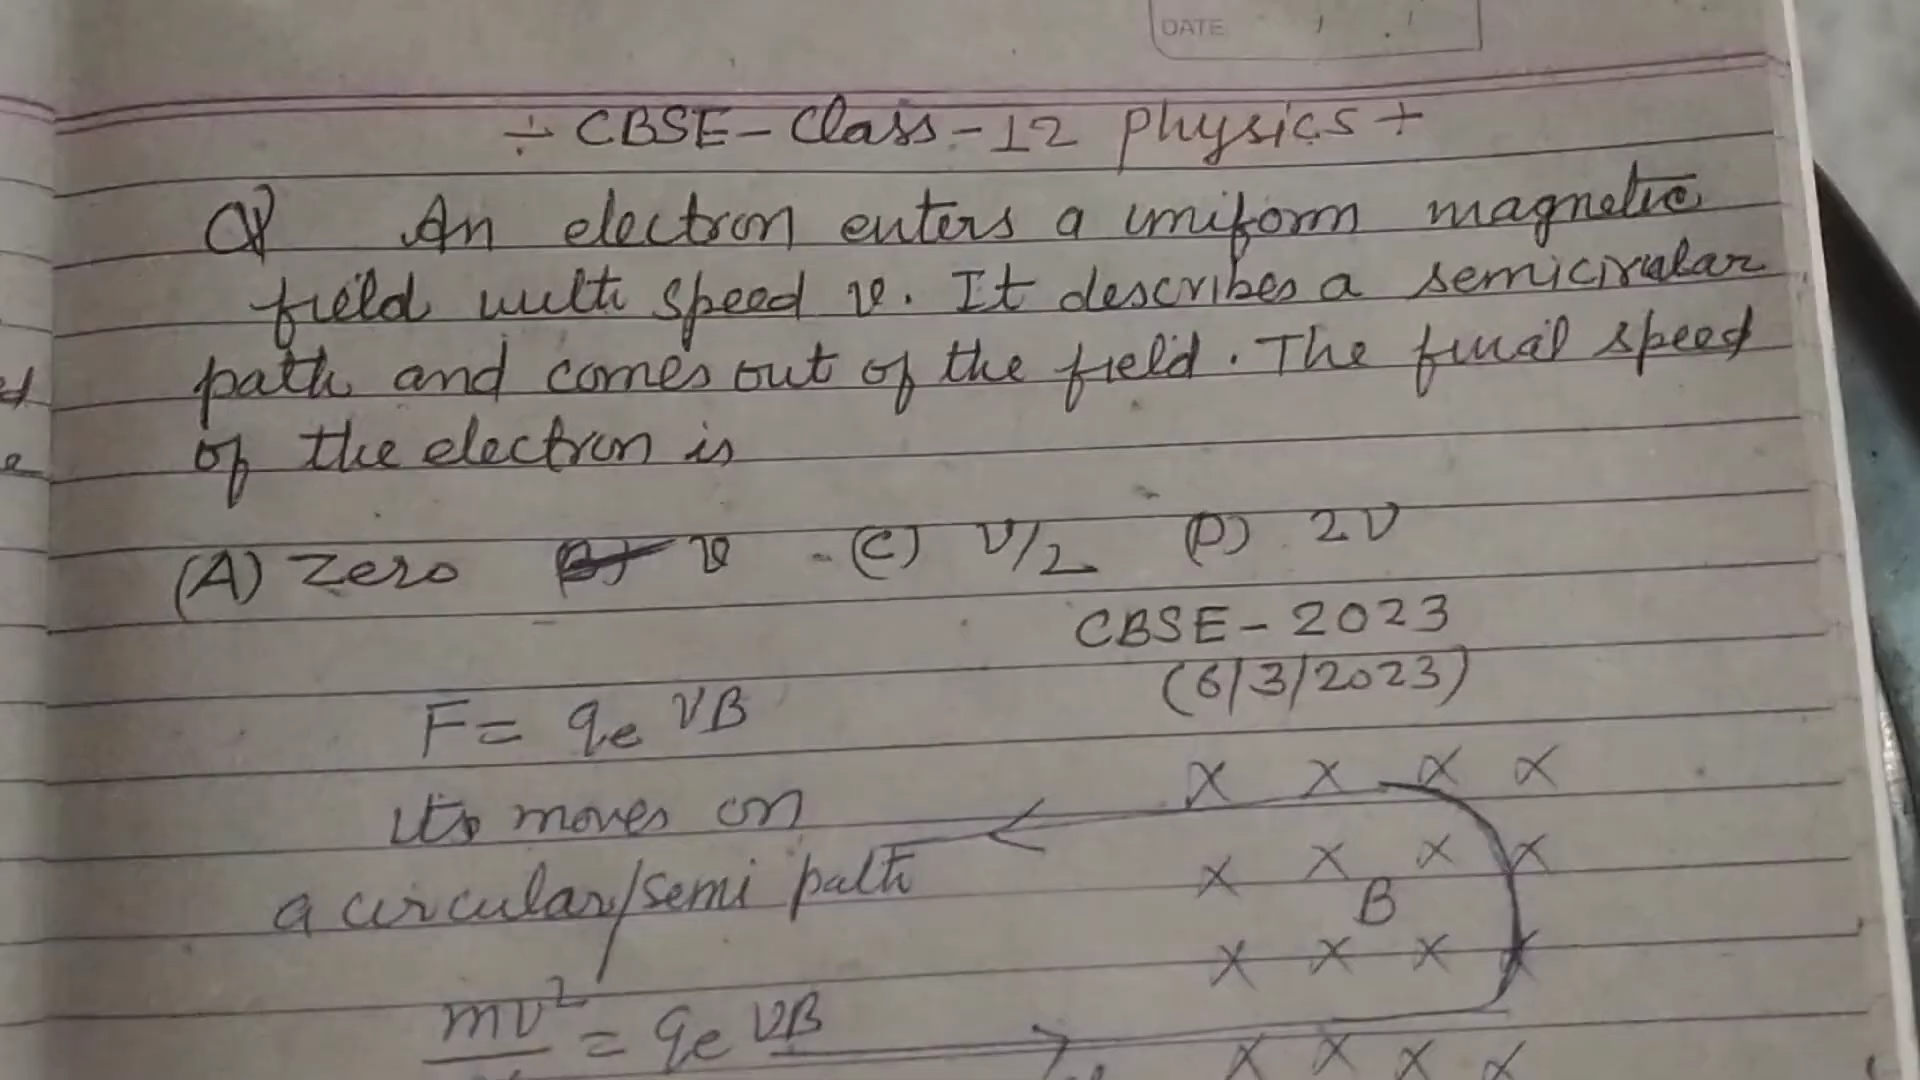 DATE
÷ CBSE - Class - 12 Physics +
Q An electron enters a uniform magnetic
field with speed v. It describes a semicircular
path and comes out of the field. The final speed
of the electron is
(A) Zero (B) v (C) v/2 (D) 2v
CBSE - 2023
(6/3/2023)
F = qe VB
its moves on
a circular/semi path
x x x x
x x x x
B
x x x x
mv² = qe VB
x x x x